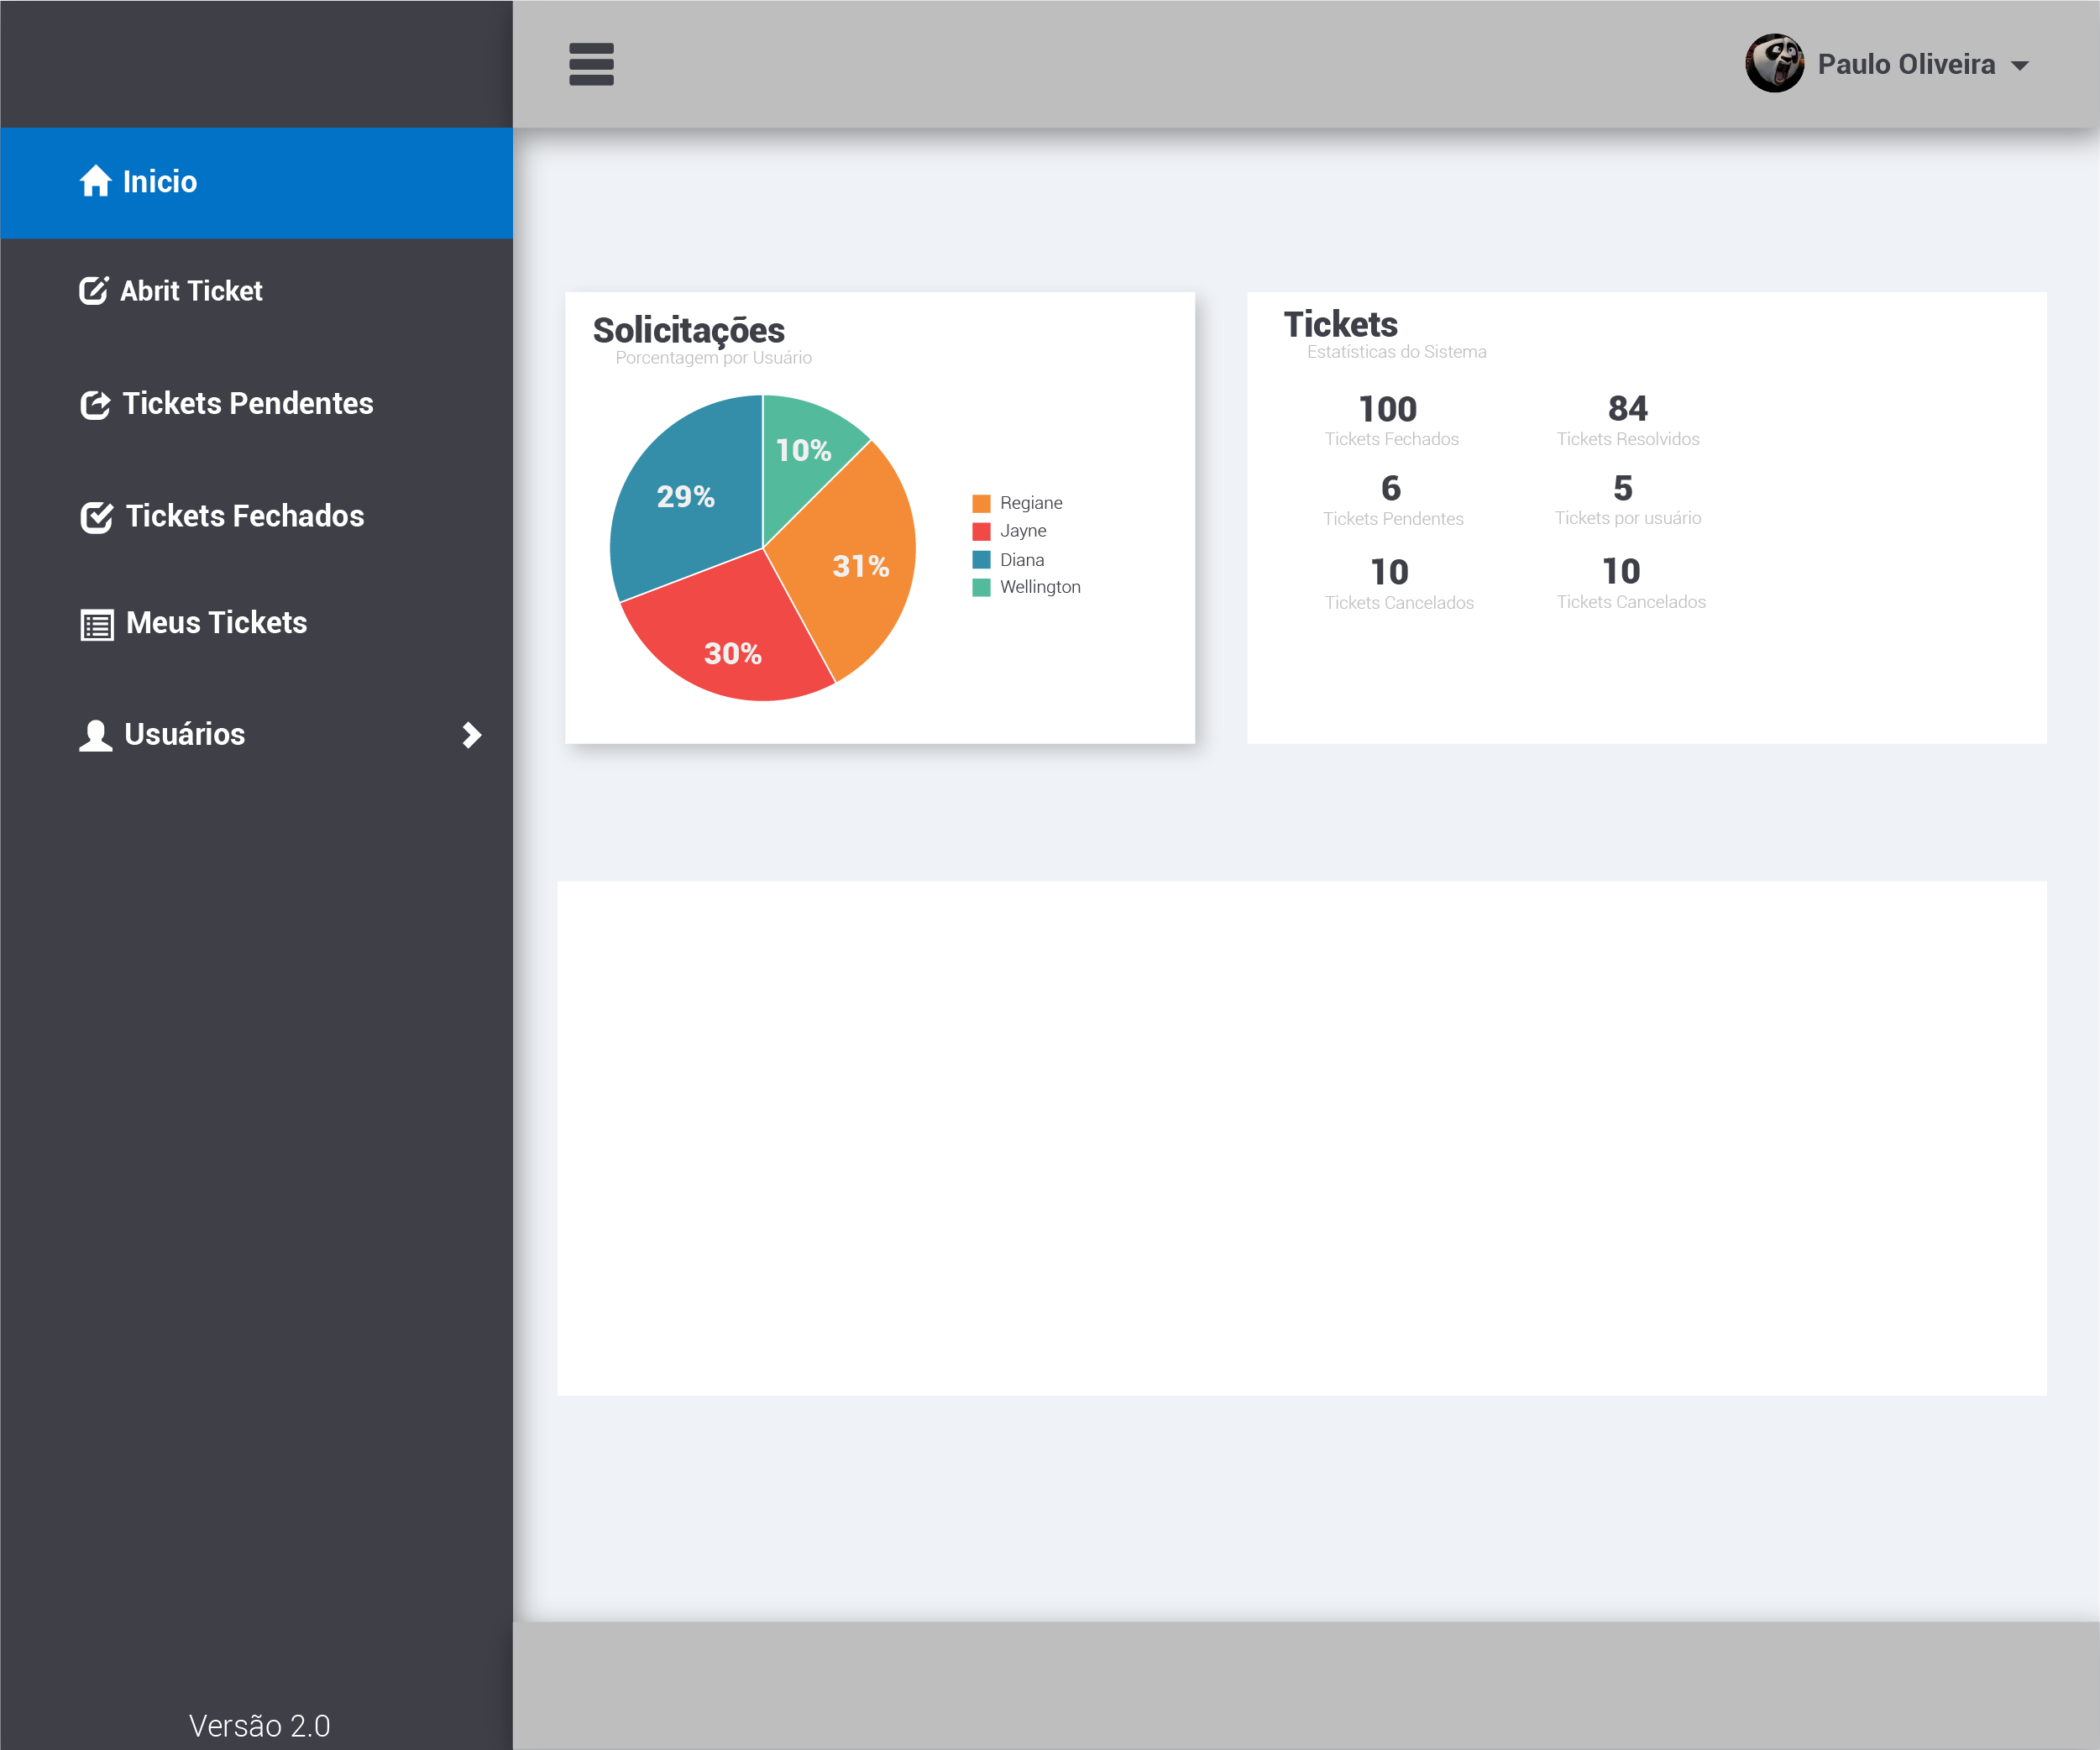 Paulo Oliveira
Inicio
Abrit Ticket
Tickets Pendentes
Tickets Fechados
Meus Tickets
Usuários
Versão 2.0
Solicitações
Porcentagem por Usuário
10%
29%
31%
30%
Regiane
Jayne
Diana
Wellington
Tickets
Estatísticas do Sistema
100
Tickets Fechados
84
Tickets Resolvidos
6
Tickets Pendentes
5
Tickets por usuário
10
Tickets Cancelados
10
Tickets Cancelados